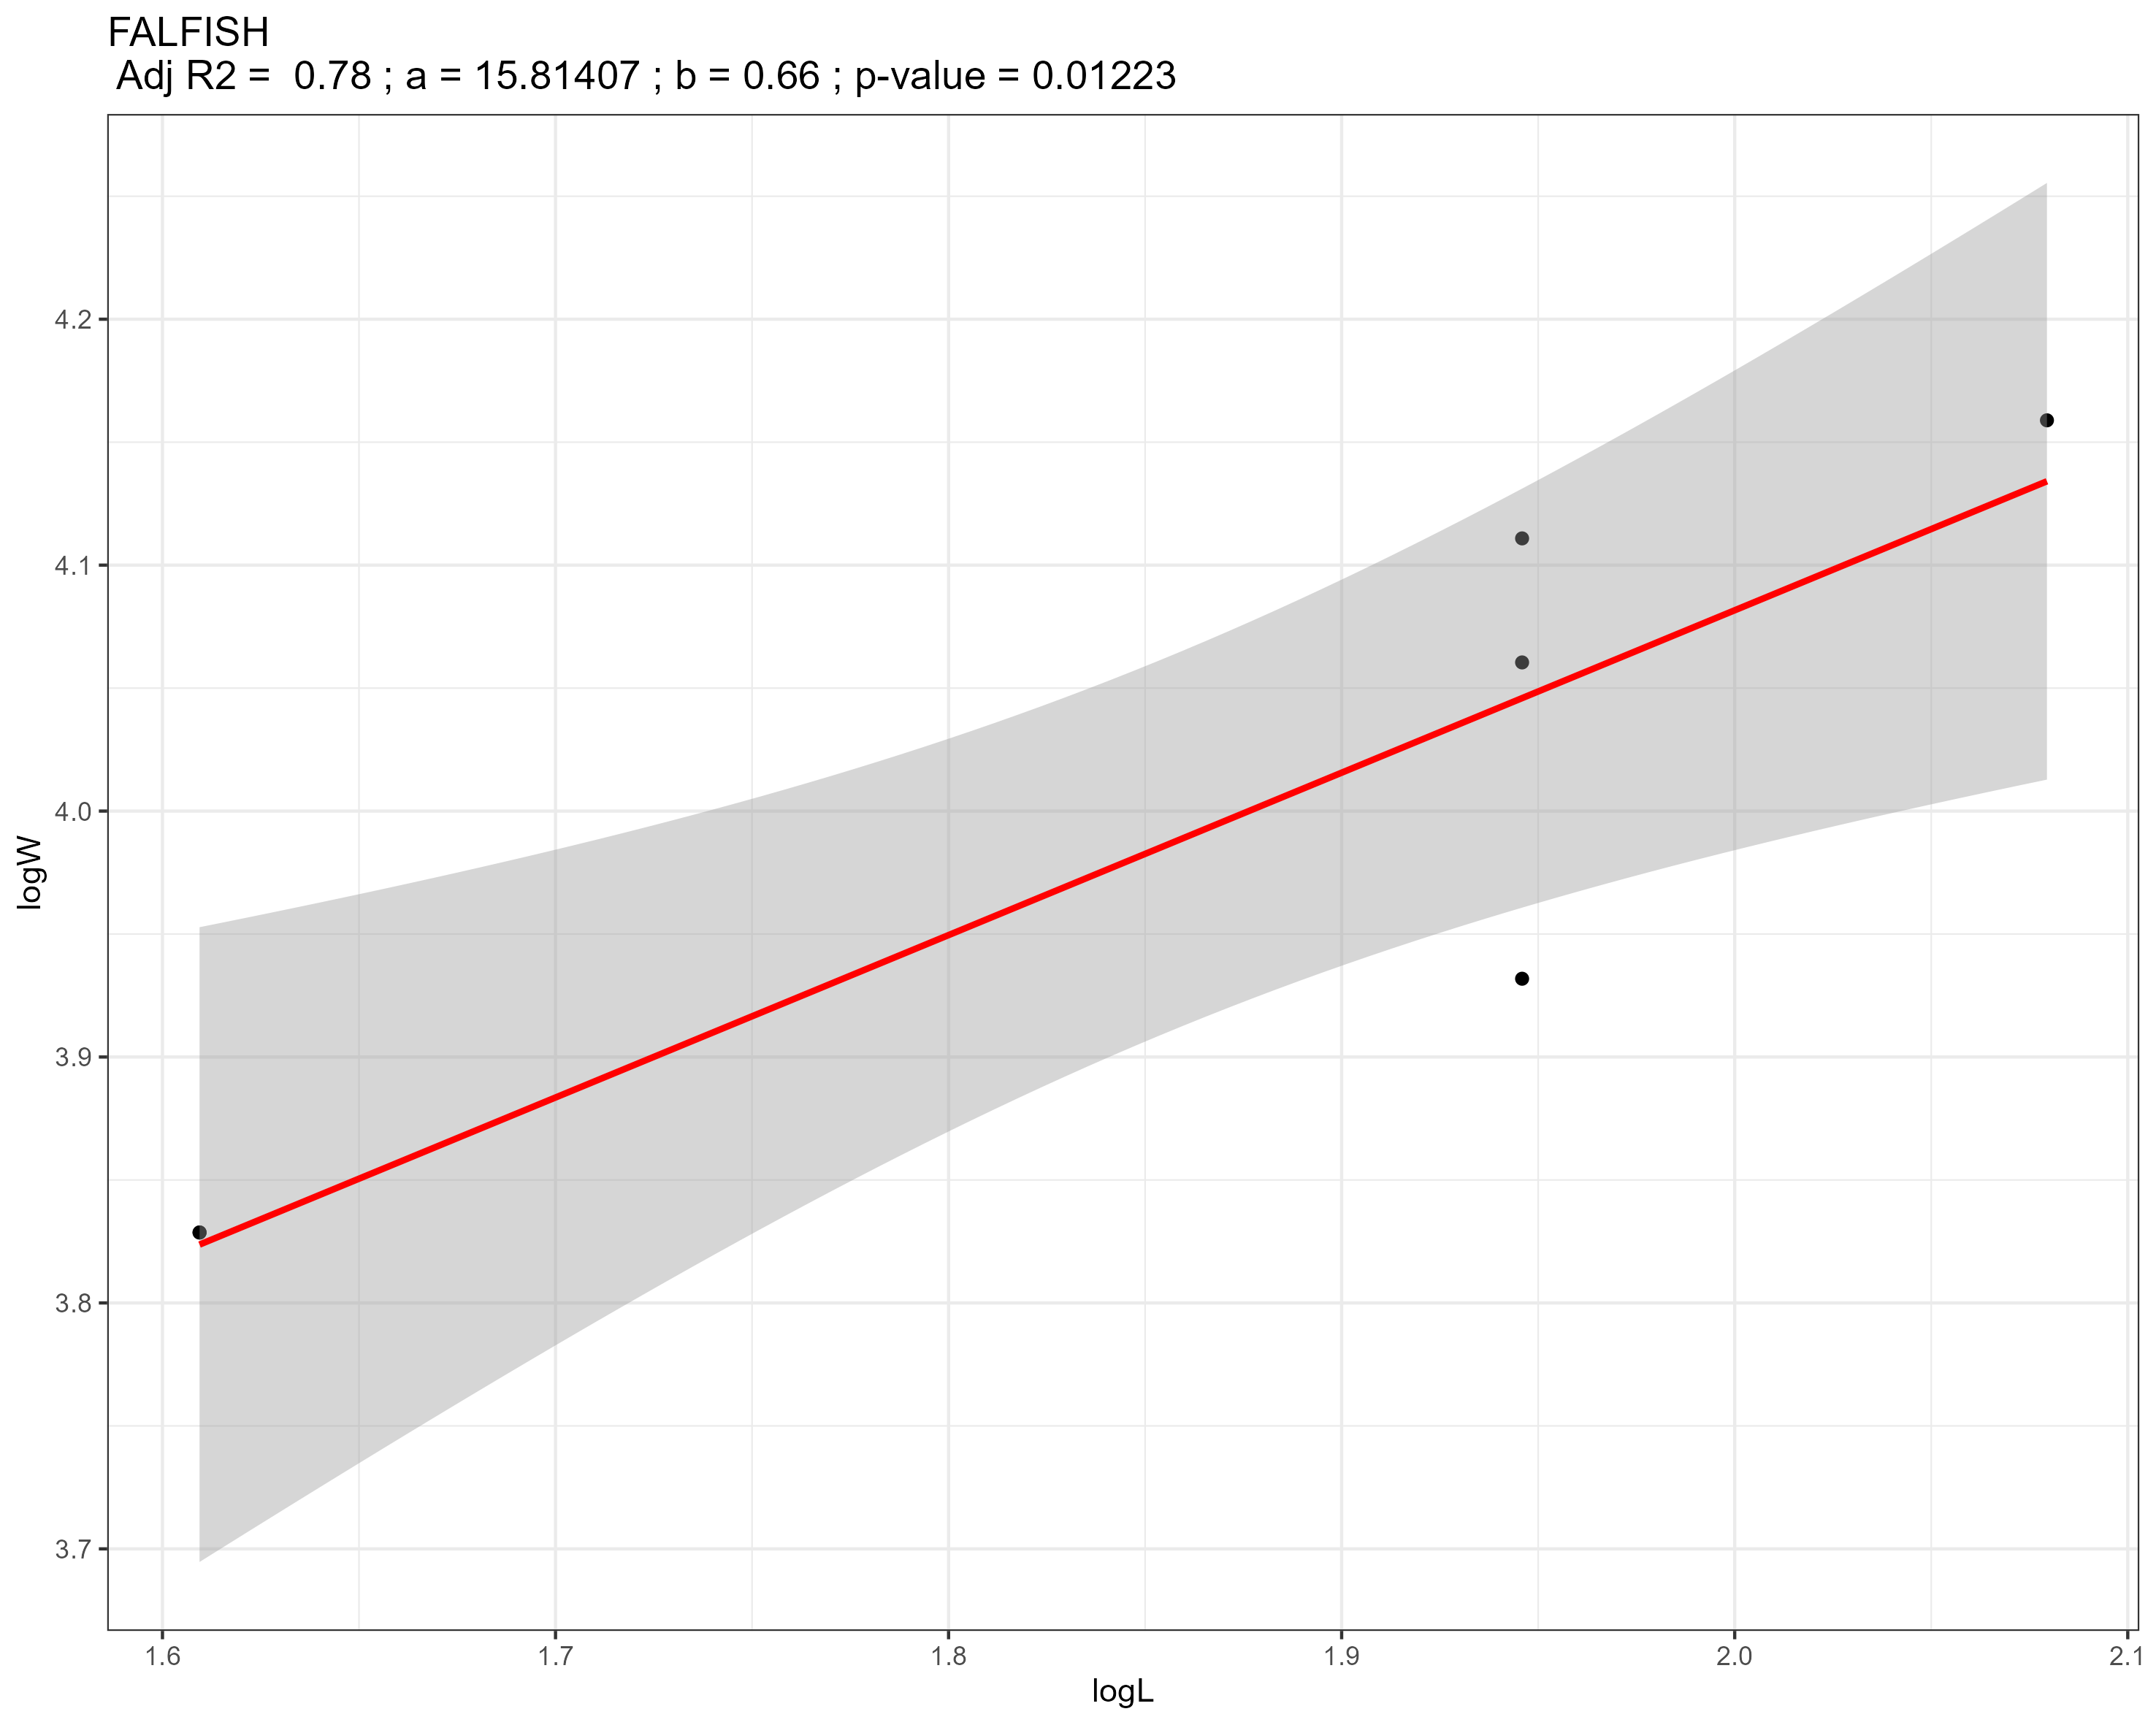 FALFISH
Adj R2 =  0.78 ; a = 15.81407 ; b = 0.66 ; p-value = 0.01223
4.2
4.1
4.0
3.9
3.8
3.7
logW
1.6 1.7 1.8 1.9 2.0 2.1
logL